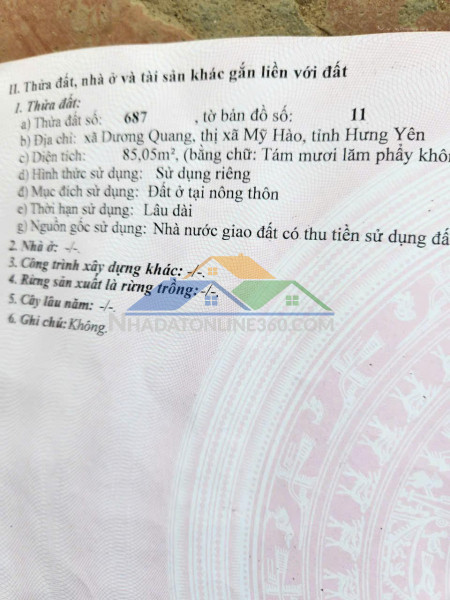 II. Thửa đất, nhà ở và tài sản khác gắn liền với đất
1. Thửa đất:
a) Thửa đất số: 687 , tờ bản đồ số: 11
b) Địa chỉ: xã Dương Quang, thị xã Mỹ Hào, tỉnh Hưng Yên
c) Diện tích: 85,05m², (bằng chữ: Tám mươi lăm phẩy khôn
d) Hình thức sử dụng: Sử dụng riêng
đ) Mục đích sử dụng: Đất ở tại nông thôn
e) Thời hạn sử dụng: Lâu dài
g) Nguồn gốc sử dụng: Nhà nước giao đất có thu tiền sử dụng đấ
2. Nhà ở: -/-.
3. Công trình xây dựng khác: -/-.
4. Rừng sản xuất là rừng trồng: -/-.
5. Cây lâu năm: -/-.
6. Ghi chú: Không.
NHADATONLINE360.COM